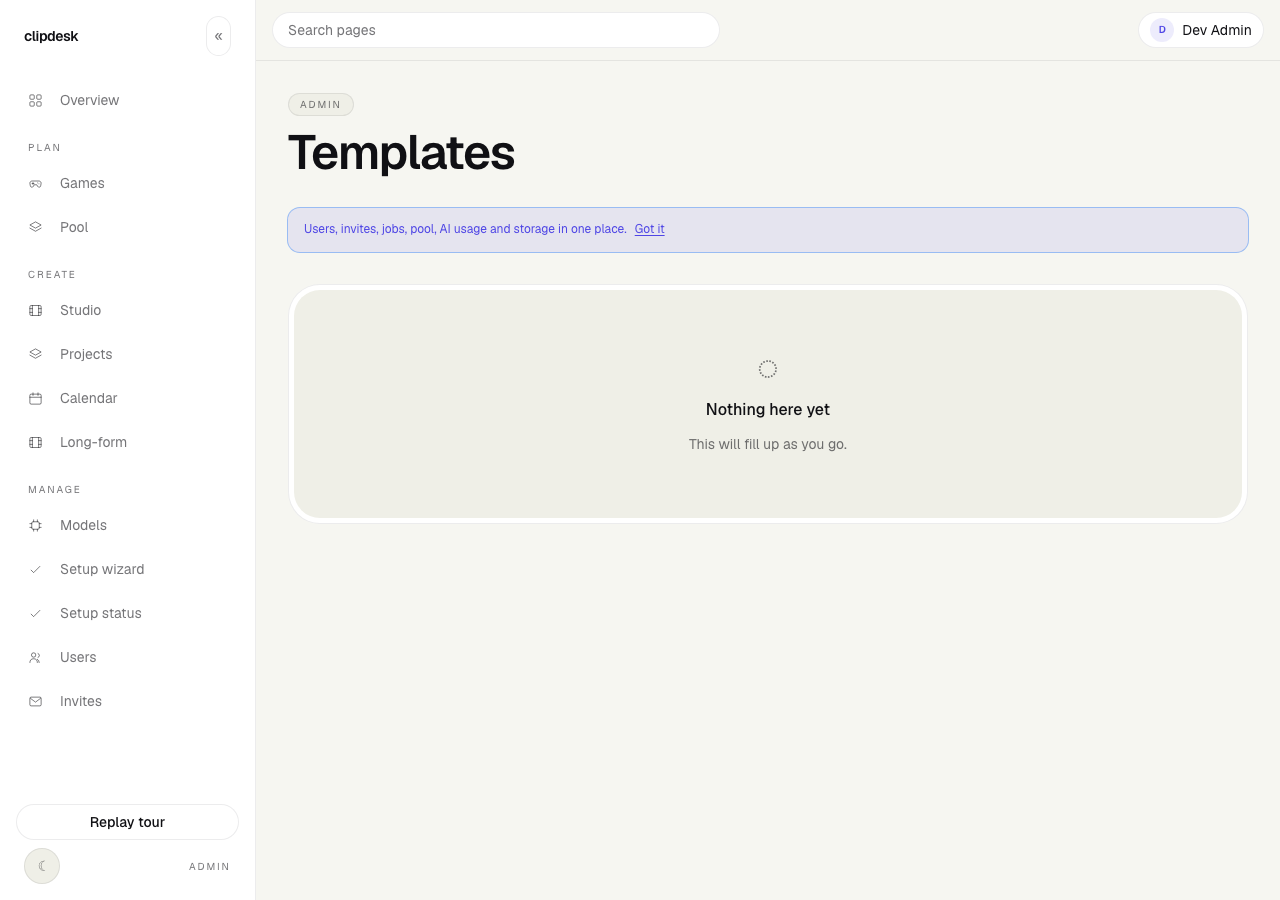 clipdesk
«
Search pages
D
Dev Admin
Overview
PLAN
Games
Pool
CREATE
Studio
Projects
Calendar
Long-form
MANAGE
Models
Setup wizard
Setup status
Users
Invites
Replay tour
ADMIN
ADMIN
Templates
Users, invites, jobs, pool, AI usage and storage in one place. Got it
Nothing here yet
This will fill up as you go.